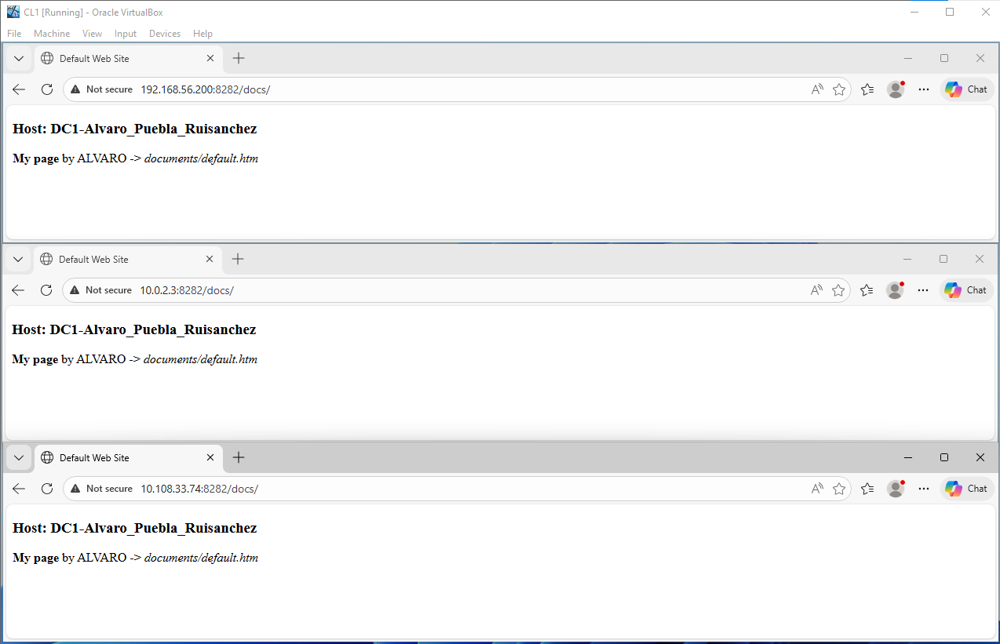 CL1 [Running] - Oracle VirtualBox
File Machine View Input Devices Help
Default Web Site
Not secure 192.168.56.200:8282/docs/ A Chat
Host: DC1-Alvaro_Puebla_Ruisanchez
My page by ALVARO -> documents/default.htm
Default Web Site
Not secure 10.0.2.3:8282/docs/ A Chat
Host: DC1-Alvaro_Puebla_Ruisanchez
My page by ALVARO -> documents/default.htm
Default Web Site
Not secure 10.108.33.74:8282/docs/ A Chat
Host: DC1-Alvaro_Puebla_Ruisanchez
My page by ALVARO -> documents/default.htm